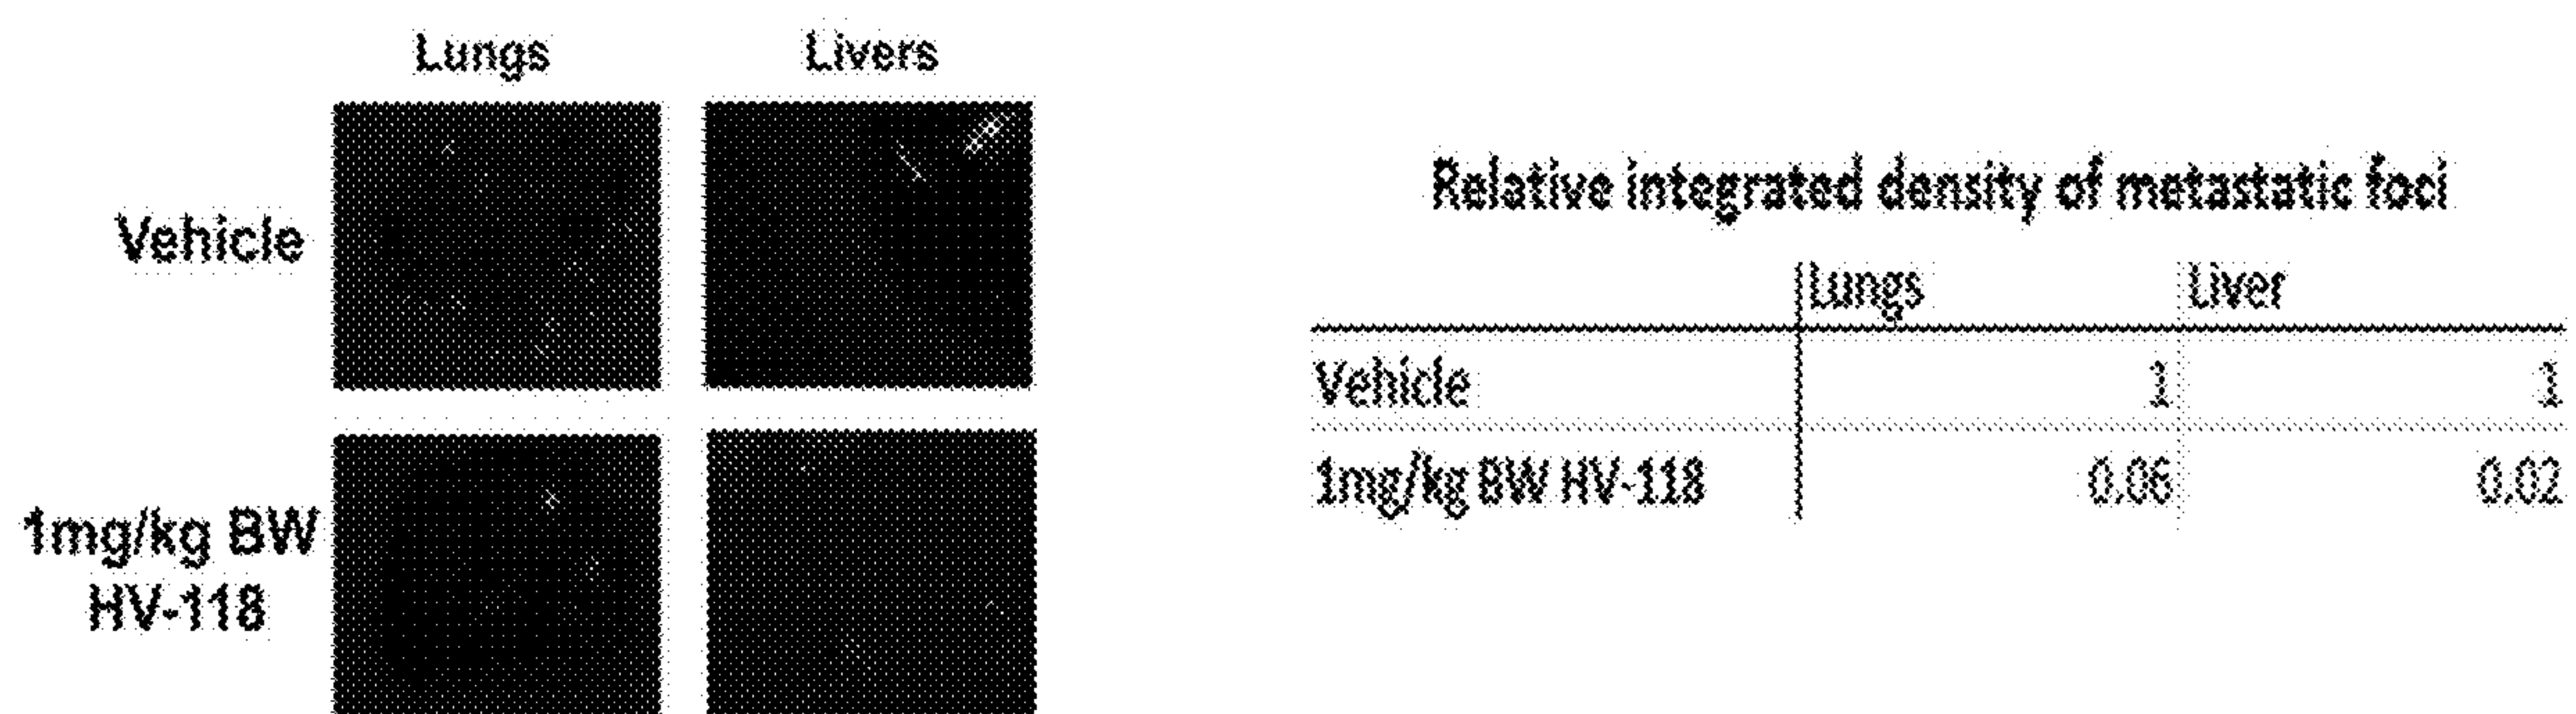 Lungs Livers
Vehicle
1mg/kg BW
HV-118
Relative integrated density of metastatic foci
Lungs Liver
Vehicle 1 1
1mg/kg BW HV-118 0.06 0.02